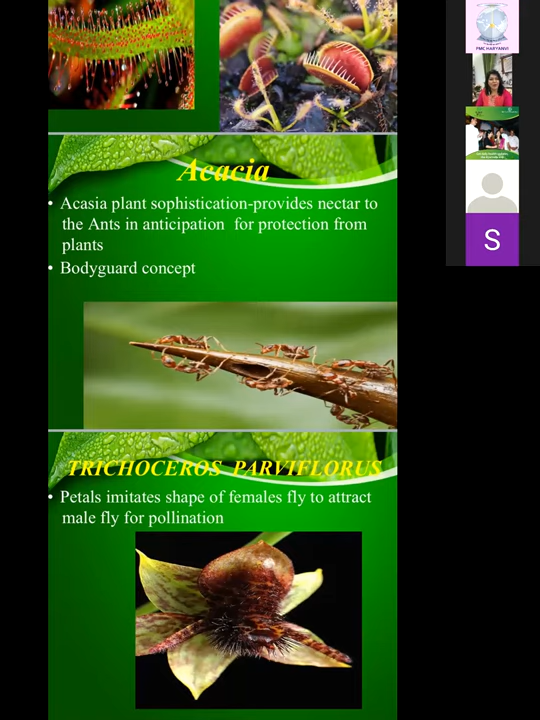 PMC HARYANVI
Acacia
• Acasia plant sophistication-provides nectar to
the Ants in anticipation for protection from
plants
• Bodyguard concept
S
TRICHOCEROS PARVIFLORUS
• Petals imitates shape of females fly to attract
male fly for pollination